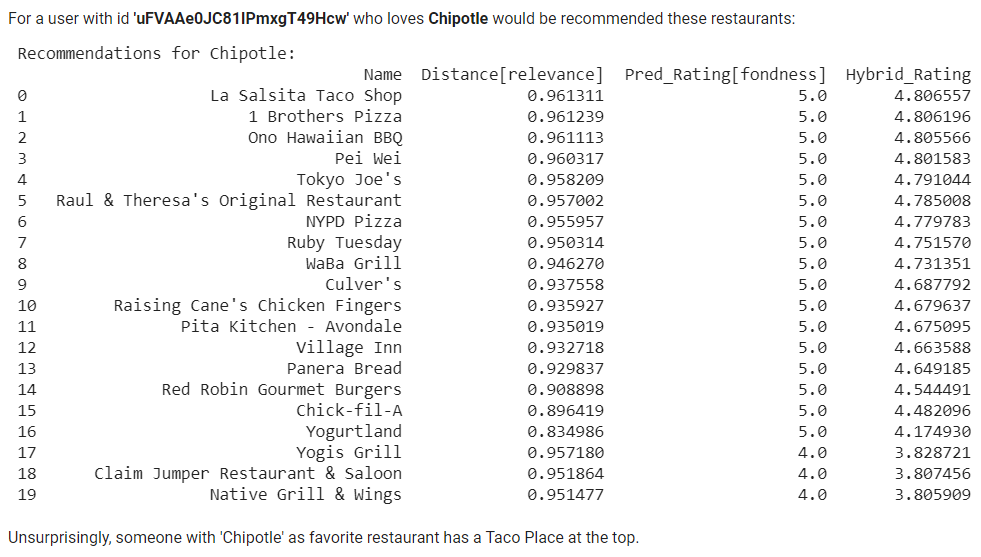 For a user with id 'uFVAAe0JC81lPmxgT49Hcw' who loves Chipotle would be recommended these restaurants:
Recommendations for Chipotle:
Name Distance[relevance] Pred_Rating[fondness] Hybrid_Rating
0 La Salsita Taco Shop 0.961311 5.0 4.806557
1 1 Brothers Pizza 0.961239 5.0 4.806196
2 Ono Hawaiian BBQ 0.961113 5.0 4.805566
3 Pei Wei 0.960317 5.0 4.801583
4 Tokyo Joe's 0.958209 5.0 4.791044
5 Raul & Theresa's Original Restaurant 0.957002 5.0 4.785008
6 NYPD Pizza 0.955957 5.0 4.779783
7 Ruby Tuesday 0.950314 5.0 4.751570
8 WaBa Grill 0.946270 5.0 4.731351
9 Culver's 0.937558 5.0 4.687792
10 Raising Cane's Chicken Fingers 0.935927 5.0 4.679637
11 Pita Kitchen - Avondale 0.935019 5.0 4.675095
12 Village Inn 0.932718 5.0 4.663588
13 Panera Bread 0.929837 5.0 4.649185
14 Red Robin Gourmet Burgers 0.908898 5.0 4.544491
15 Chick-fil-A 0.896419 5.0 4.482096
16 Yogurtland 0.834986 5.0 4.174930
17 Yogis Grill 0.957180 4.0 3.828721
18 Claim Jumper Restaurant & Saloon 0.951864 4.0 3.807456
19 Native Grill & Wings 0.951477 4.0 3.805909
Unsurprisingly, someone with 'Chipotle' as favorite restaurant has a Taco Place at the top.